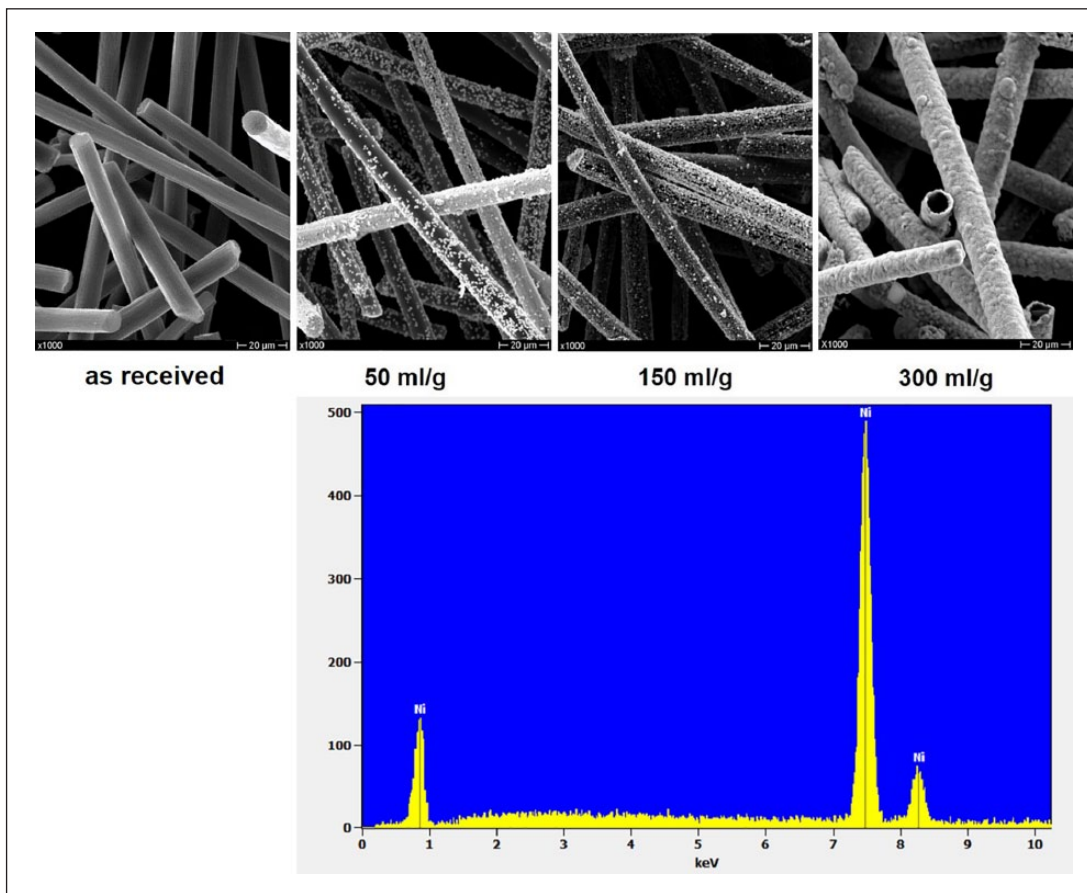 x1000 20 µm x1000 20 µm x1000 20 µm X1000 20 µm
as received 50 ml/g 150 ml/g 300 ml/g
500
400
300
200
100
0
Ni
Ni
Ni
0 1 2 3 4 5 6 7 8 9 10
keV